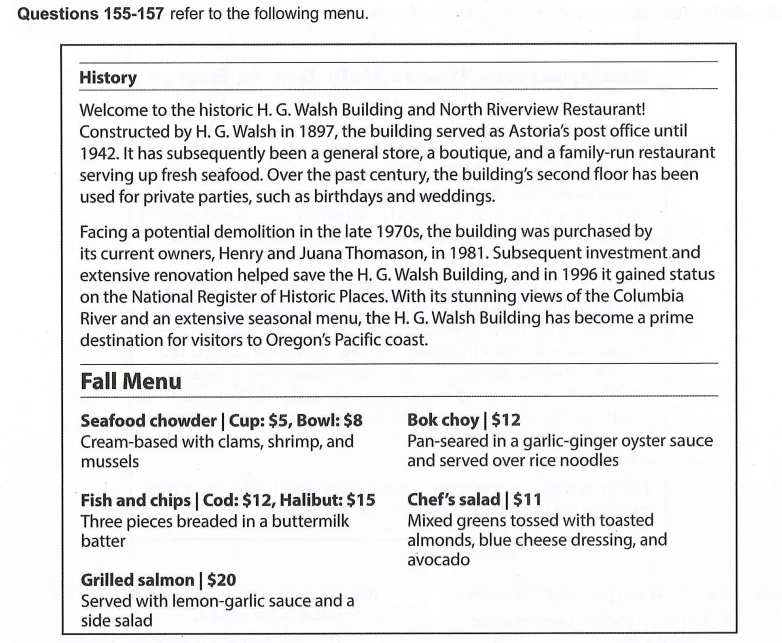 Questions 155-157 refer to the following menu.
History
Welcome to the historic H. G. Walsh Building and North Riverview Restaurant!
Constructed by H. G. Walsh in 1897, the building served as Astoria's post office until
1942. It has subsequently been a general store, a boutique, and a family-run restaurant
serving up fresh seafood. Over the past century, the building's second floor has been
used for private parties, such as birthdays and weddings.
Facing a potential demolition in the late 1970s, the building was purchased by
its current owners, Henry and Juana Thomason, in 1981. Subsequent investment and
extensive renovation helped save the H. G. Walsh Building, and in 1996 it gained status
on the National Register of Historic Places. With its stunning views of the Columbia
River and an extensive seasonal menu, the H. G. Walsh Building has become a prime
destination for visitors to Oregon's Pacific coast.
Fall Menu
Seafood chowder | Cup: $5, Bowl: $8
Cream-based with clams, shrimp, and
mussels
Fish and chips | Cod: $12, Halibut: $15
Three pieces breaded in a buttermilk
batter
Grilled salmon | $20
Served with lemon-garlic sauce and a
side salad
Bok choy | $12
Pan-seared in a garlic-ginger oyster sauce
and served over rice noodles
Chef's salad | $11
Mixed greens tossed with toasted
almonds, blue cheese dressing, and
avocado